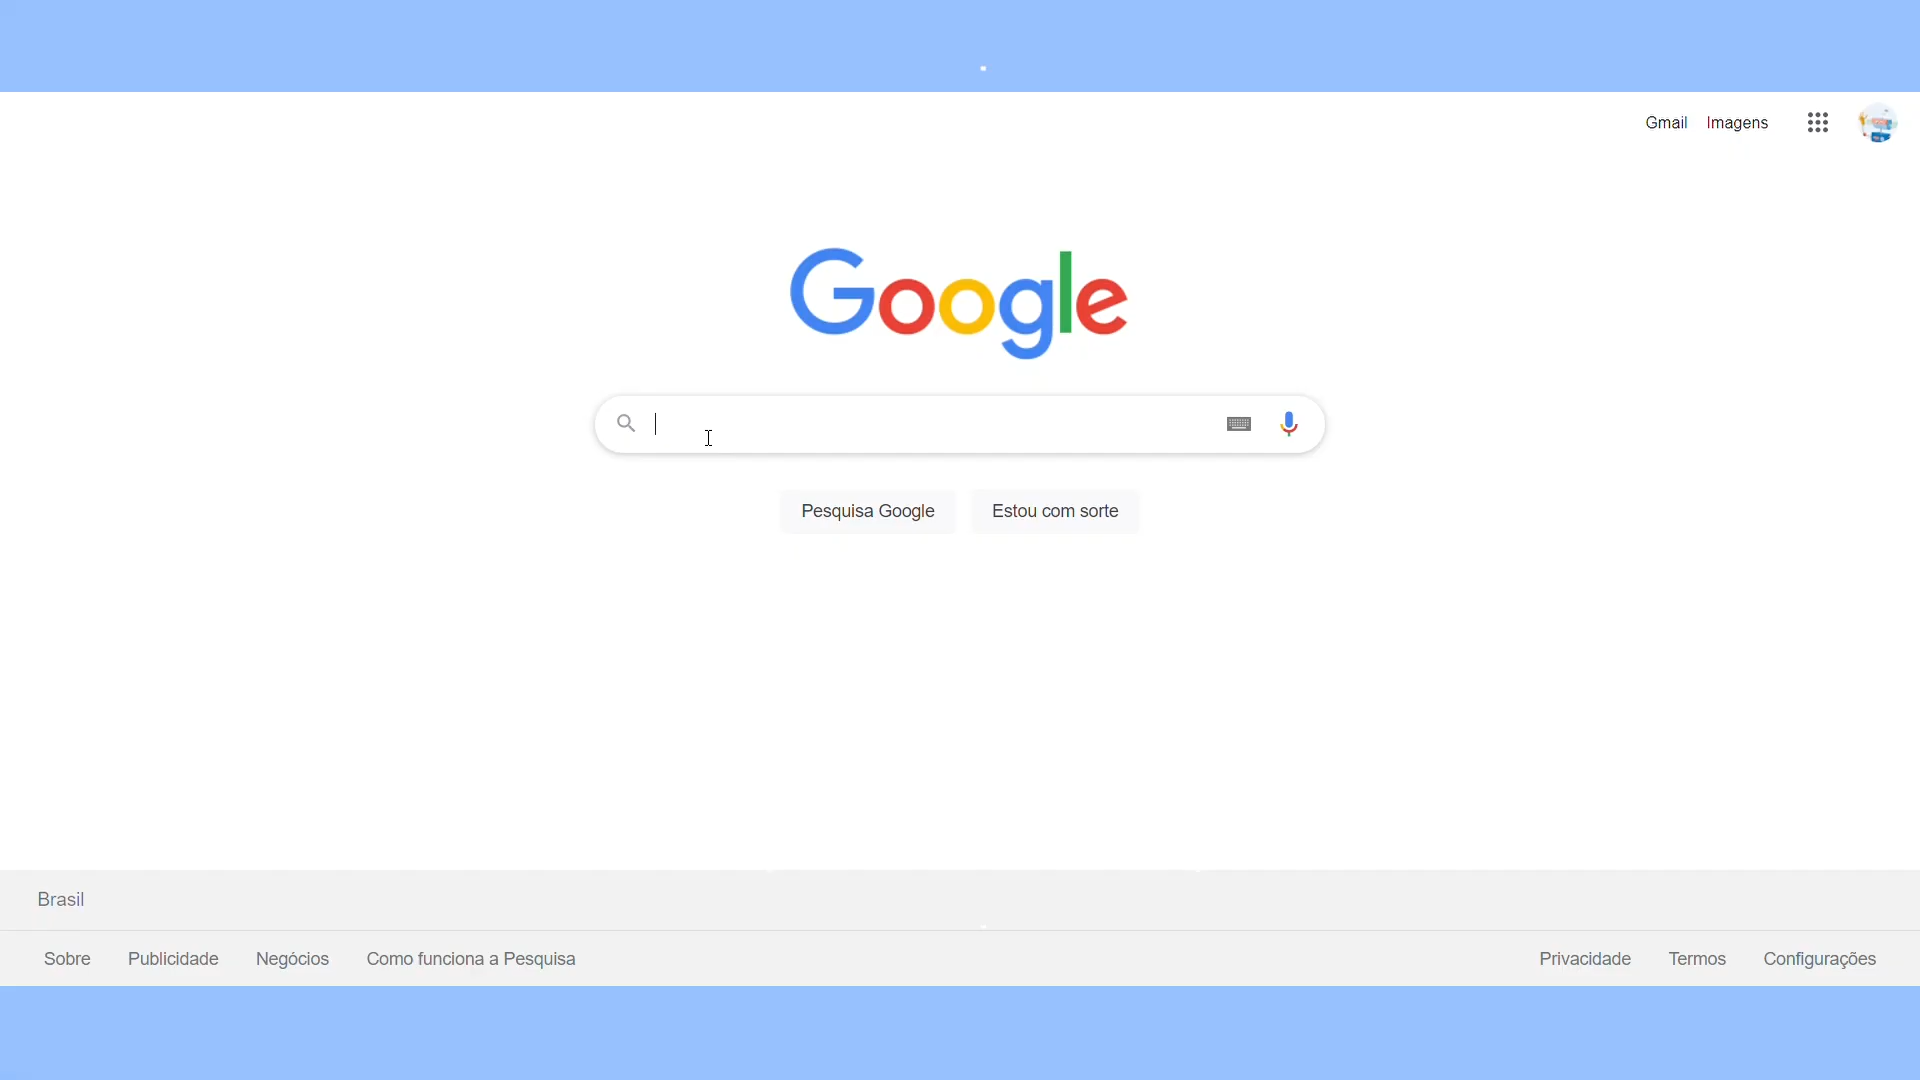 Gmail Imagens
Google
Pesquisa Google Estou com sorte
Brasil
Sobre Publicidade Negócios Como funciona a Pesquisa Privacidade Termos Configurações